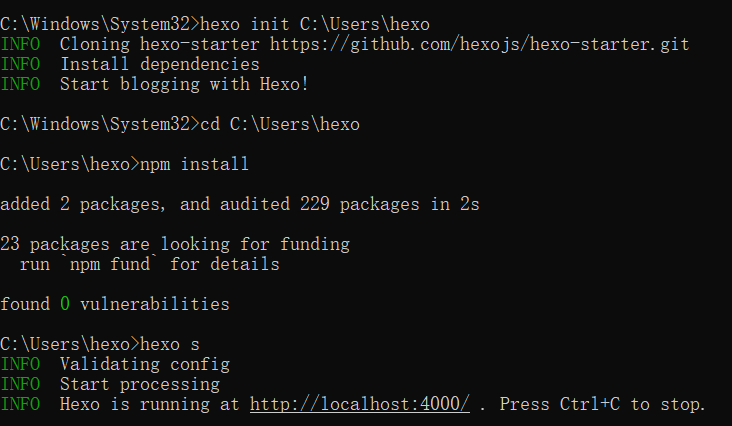 C:\Windows\System32>hexo init C:\Users\hexo
INFO  Cloning hexo-starter https://github.com/hexojs/hexo-starter.git
INFO  Install dependencies
INFO  Start blogging with Hexo!
C:\Windows\System32>cd C:\Users\hexo
C:\Users\hexo>npm install
added 2 packages, and audited 229 packages in 2s
23 packages are looking for funding
  run `npm fund` for details
found 0 vulnerabilities
C:\Users\hexo>hexo s
INFO  Validating config
INFO  Start processing
INFO  Hexo is running at http://localhost:4000/ . Press Ctrl+C to stop.